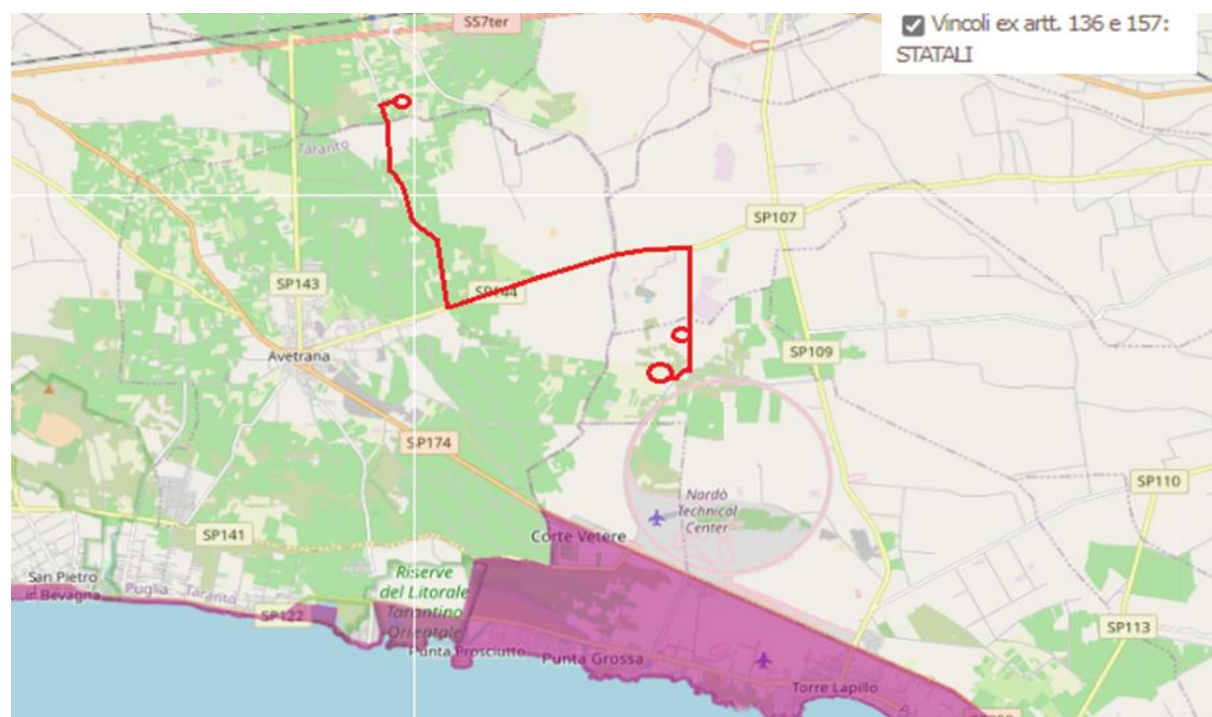 SS7ter
Vincoli ex artt. 136 e 157:
STATALI
Taranto
SP107
SP143
SP144
Avetrana
SP109
SP174
SP110
Nardò
Technical
Center
SP141
Corte Vetere
San Pietro
in Bevagna
Puglia
Taranto
Riserve
del Litorale
Tarantino
Orientale
SP122
SP113
Punta Prosciutto
Punta Grossa
Torre Lapillo